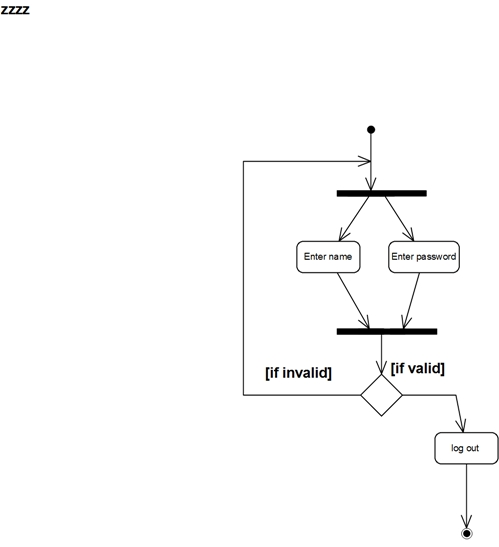 zzzz
Enter name
Enter password
[if invalid]
[if valid]
log out